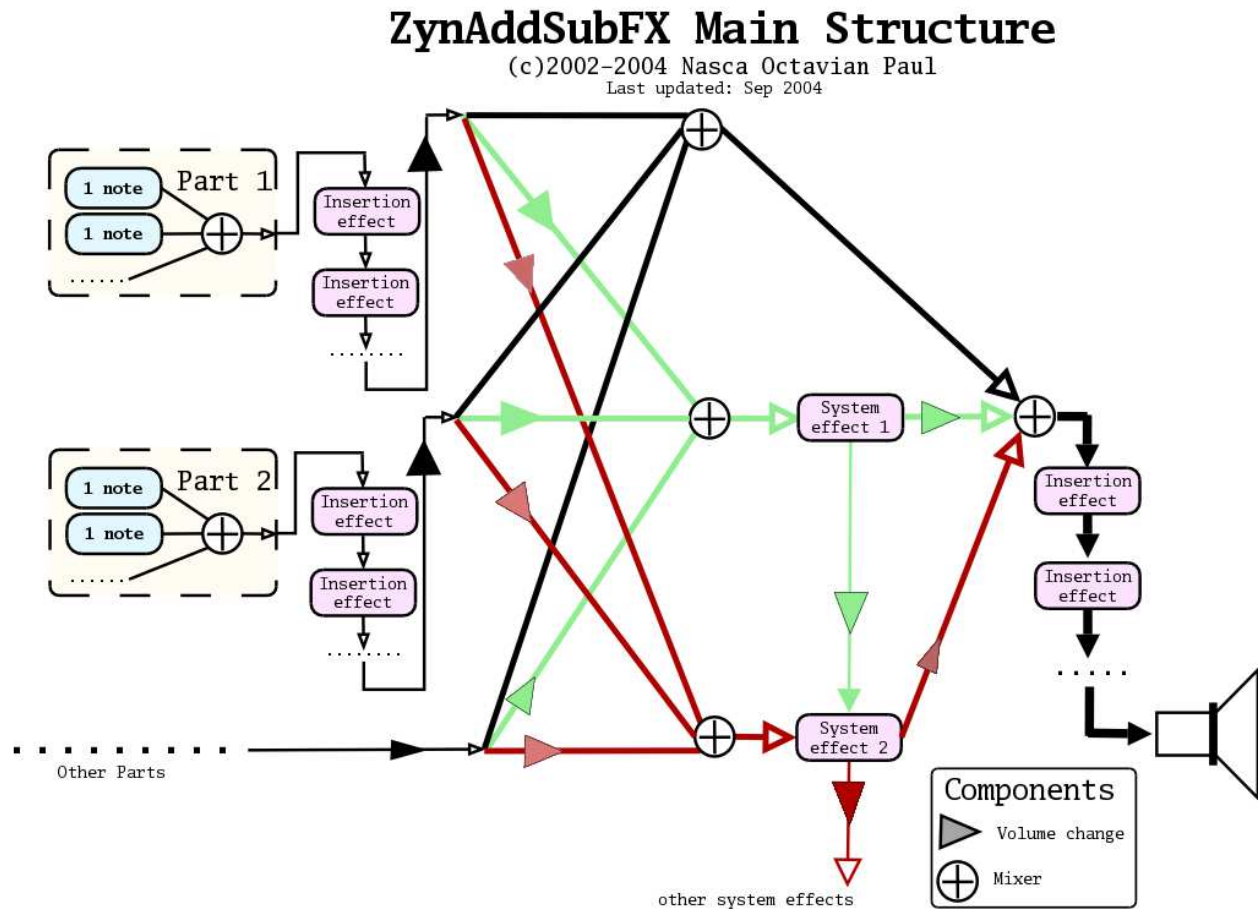 ZynAddSubFX Main Structure
(c)2002-2004 Nasca Octavian Paul
Last updated: Sep 2004
Part 1
1 note
1 note
Insertion
effect
Insertion
effect
Part 2
1 note
1 note
Insertion
effect
Insertion
effect
Other Parts
System
effect 1
System
effect 2
other system effects
Insertion
effect
Insertion
effect
Components
Volume change
Mixer